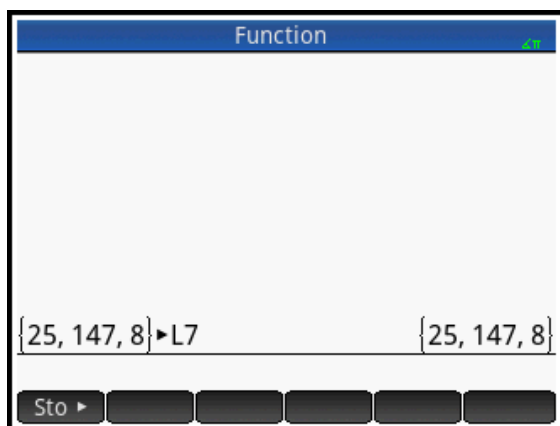 Function
∡π
{25, 147, 8}▶L7 {25, 147, 8}
Sto ▶